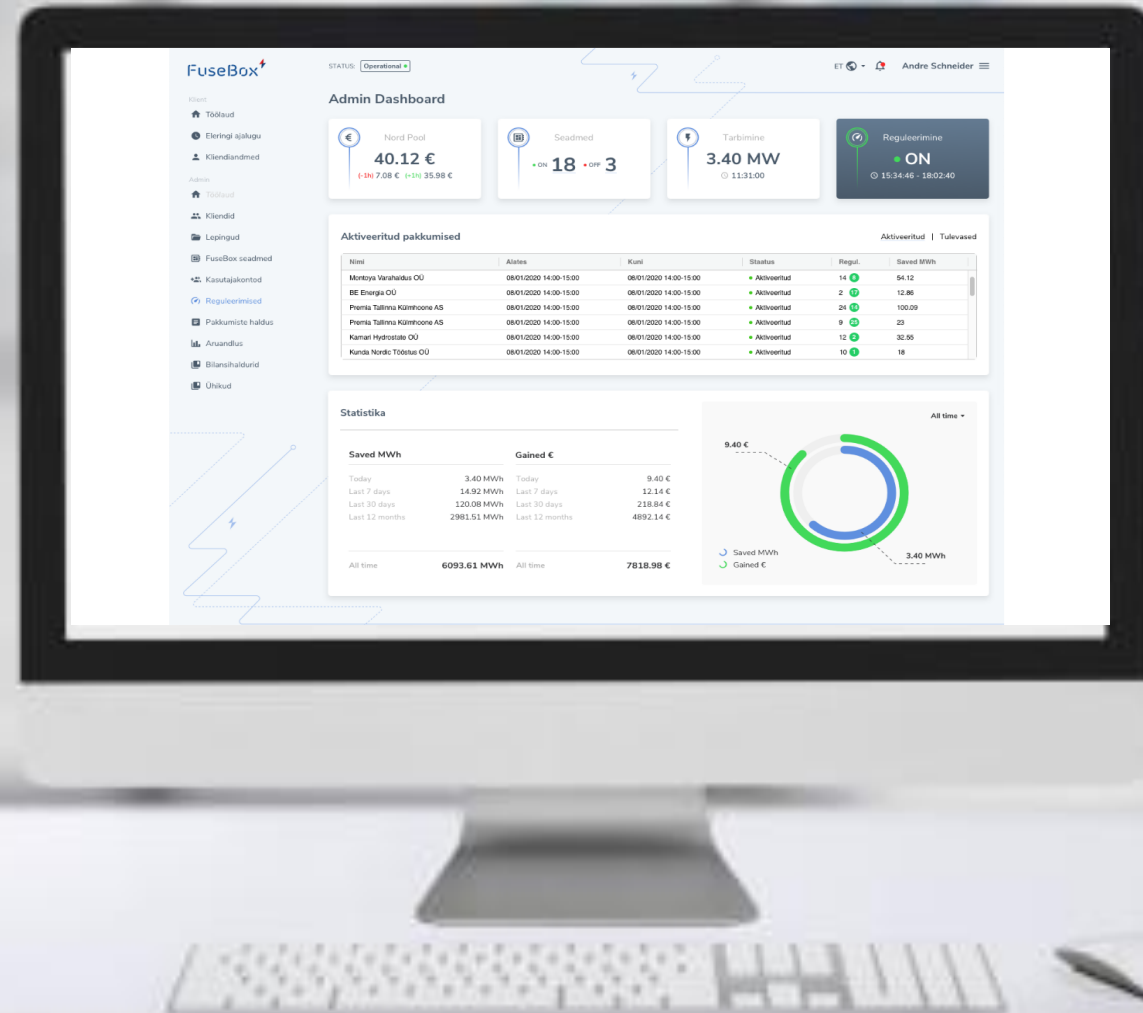 FuseBox
STATUS: Operational
ET
Andre Schneider
Klient
Töölaud
Eleringi ajalugu
Kliendiandmed
Admin
Töölaud
Kliendid
Lepingud
FuseBox seadmed
Kasutajakontod
Reguleerimised
Pakkumiste haldus
Aruandlus
Bilansihaldurid
Ühikud
Admin Dashboard
€ Nord Pool
40.12 €
(-1h) 7.08 € (+1h) 35.98 €
Seadmed
ON 18 OFF 3
Tarbimine
3.40 MW
11:31:00
Reguleerimine
ON
15:34:46 - 18:02:40
Aktiveeritud pakkumised
Aktiveeritud | Tulevased
Nimi Alates Kuni Staatus Regul. Saved MWh
Montoya Varahaldus OÜ 08/01/2020 14:00-15:00 08/01/2020 14:00-15:00 Aktiveeritud 14 54.12
BE Energia OÜ 08/01/2020 14:00-15:00 08/01/2020 14:00-15:00 Aktiveeritud 2 17 12.86
Premia Tallinna Külmhoone AS 08/01/2020 14:00-15:00 08/01/2020 14:00-15:00 Aktiveeritud 24 100.09
Premia Tallinna Külmhoone AS 08/01/2020 14:00-15:00 08/01/2020 14:00-15:00 Aktiveeritud 9 23
Kamari Hydrostate OÜ 08/01/2020 14:00-15:00 08/01/2020 14:00-15:00 Aktiveeritud 12 2 32.55
Kunda Nordic Tööstus OÜ 08/01/2020 14:00-15:00 08/01/2020 14:00-15:00 Aktiveeritud 10 1 18
Statistika
Saved MWh
Today 3.40 MWh
Last 7 days 14.92 MWh
Last 30 days 120.08 MWh
Last 12 months 2981.51 MWh
All time 6093.61 MWh
Gained €
Today 9.40 €
Last 7 days 12.14 €
Last 30 days 218.84 €
Last 12 months 4892.14 €
All time 7818.98 €
All time
9.40 €
3.40 MWh
Saved MWh
Gained €